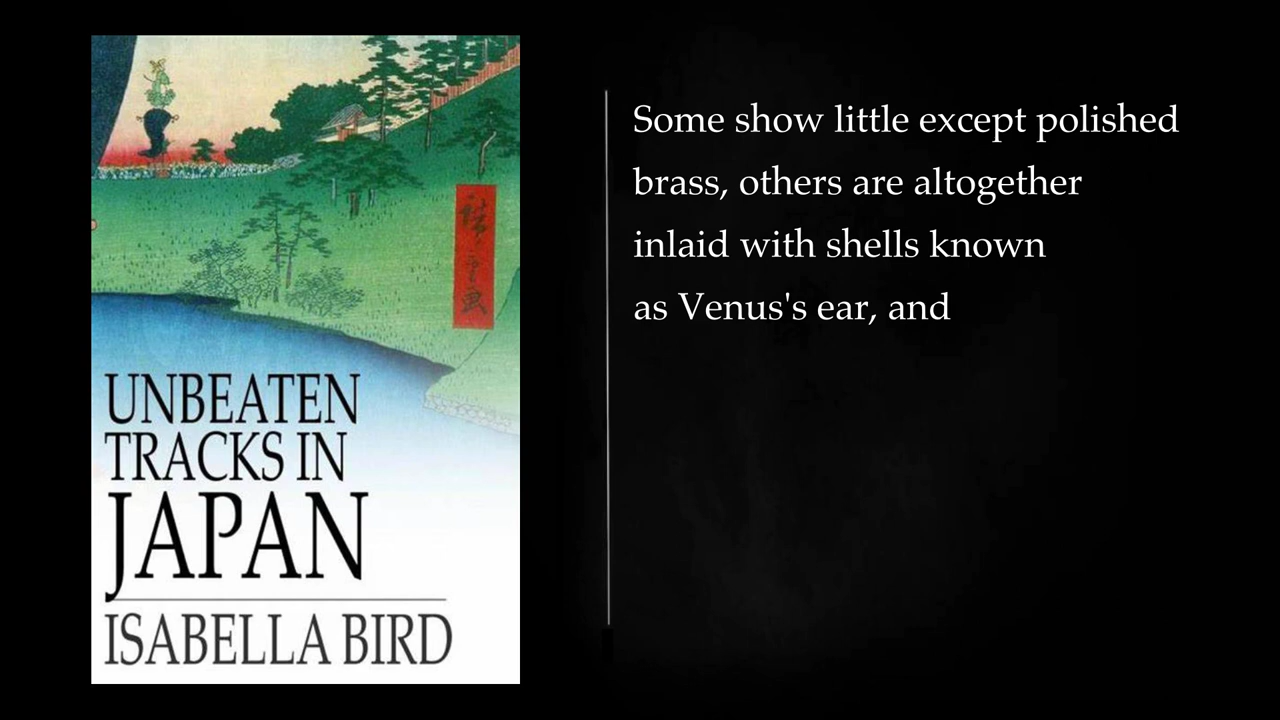 UNBEATEN
TRACKS IN
JAPAN
ISABELLA BIRD
Some show little except polished
brass, others are altogether
inlaid with shells known
as Venus's ear, and